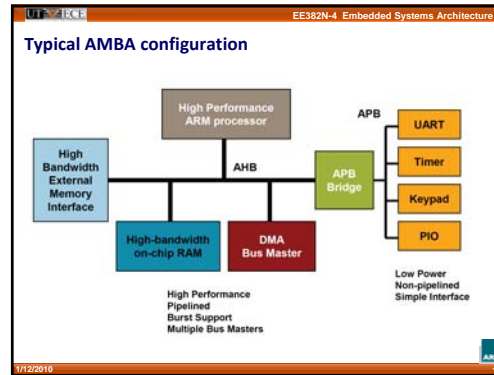 UT ECE
EE382N-4 Embedded Systems Architecture
Typical AMBA configuration
High Performance
ARM processor
APB
UART
High
Bandwidth
External
Memory
Interface
AHB
APB
Bridge
Timer
Keypad
PIO
High-bandwidth
on-chip RAM
DMA
Bus Master
Low Power
Non-pipelined
Simple Interface
High Performance
Pipelined
Burst Support
Multiple Bus Masters
1/12/2010